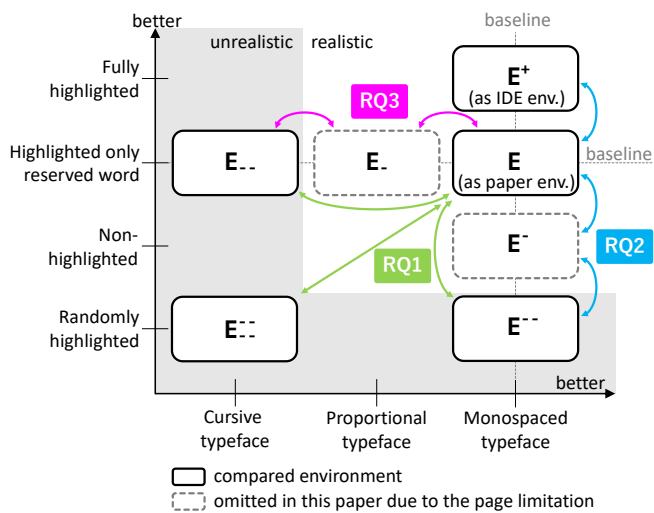 better
baseline
unrealistic
realistic
Fully
highlighted
E⁺
(as IDE env.)
RQ3
Highlighted only
reserved word
E₋₋
E₋
E
(as paper env.)
baseline
Non-
highlighted
E⁻
RQ1
RQ2
Randomly
highlighted
E₋₋⁻⁻
E⁻⁻
better
Cursive
typeface
Proportional
typeface
Monospaced
typeface
compared environment
omitted in this paper due to the page limitation